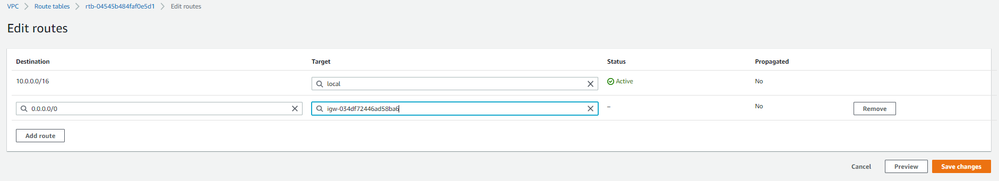 VPC > Route tables > rtb-04545b484faf0e5d1 > Edit routes
Edit routes
Destination Target Status Propagated
10.0.0.0/16 local Active No
0.0.0.0/0 igw-034df72446ad58ba6 – No Remove
Add route
Cancel Preview Save changes